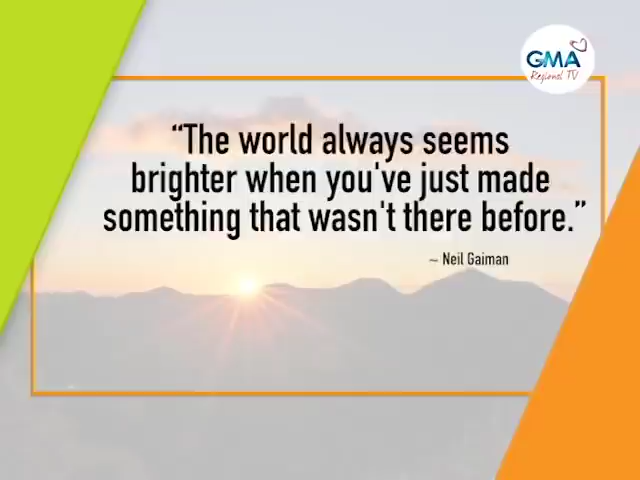 GMA
Regional TV
“The world always seems
brighter when you've just made
something that wasn't there before.”
~ Neil Gaiman